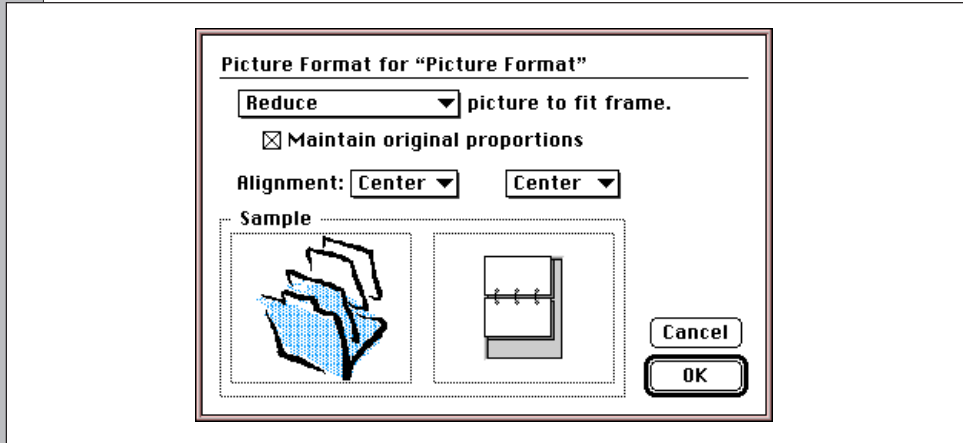 Picture Format for “Picture Format”
Reduce picture to fit frame.
Maintain original proportions
Alignment: Center Center
Sample
Cancel
OK